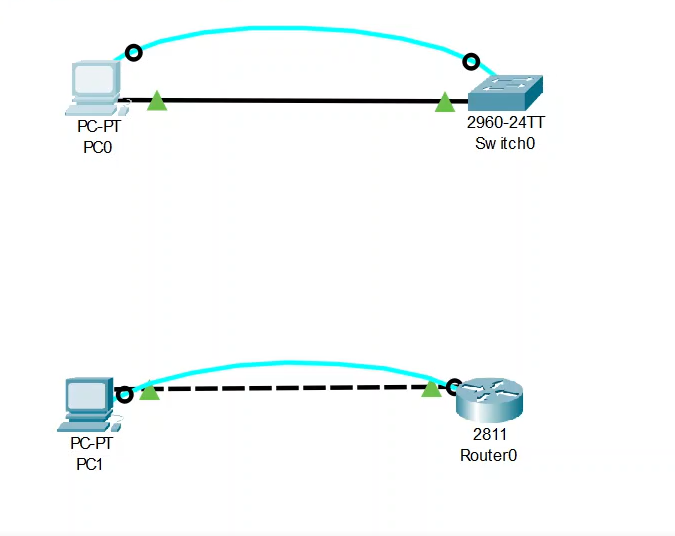 PC-PT
PC0
2960-24TT
Switch0
PC-PT
PC1
2811
Router0